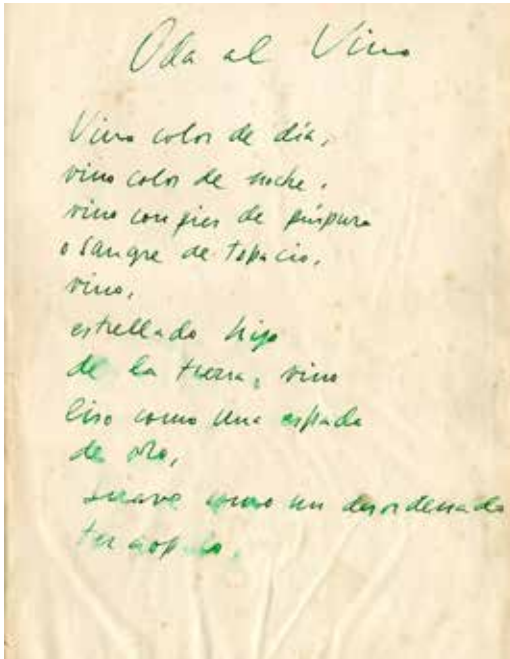 Oda al Vino
Vino color de día,
vino color de noche,
vino con pies de púrpura
o sangre de topacio,
vino,
estrellado hijo
de la tierra, vino
liso como una espada
de oro,
suave como un desordenado
terciopelo,